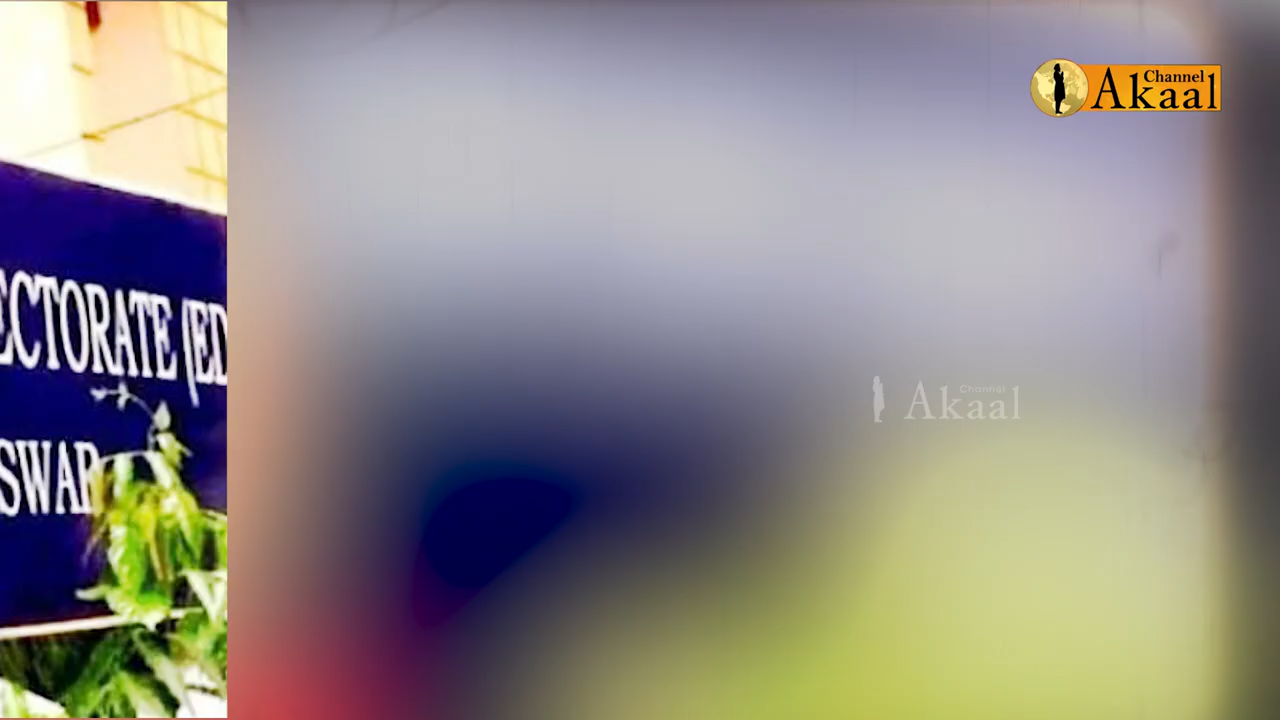 ECTORATE (ED
SWAR
Channel
Akaal
Channel
Akaal